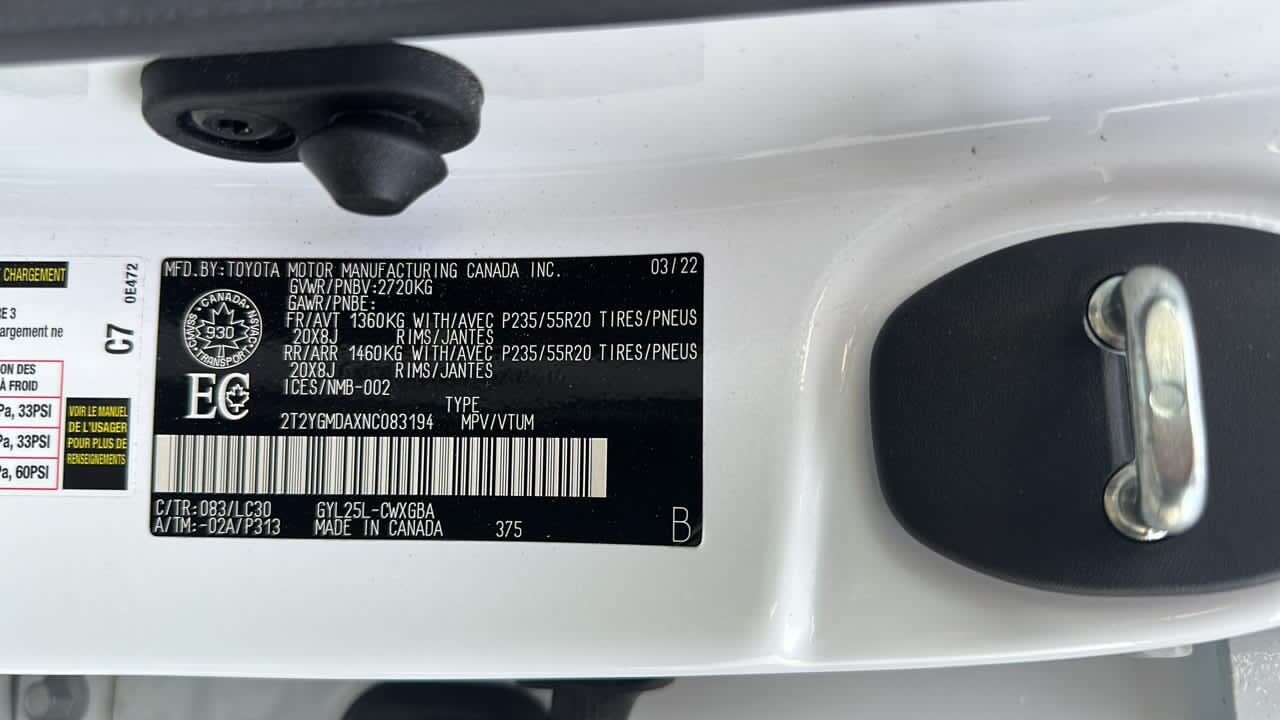 T CHARGEMENT
0E472
RE 3
argement ne
C7
ON DES
À FROID
Pa, 33PSI
Pa, 33PSI
Pa, 60PSI
VOIR LE MANUEL
DE L'USAGER
POUR PLUS DE
RENSEIGNEMENTS
MFD.BY:TOYOTA MOTOR MANUFACTURING CANADA INC. 03/22
GVWR/PNBV:2720KG
GAWR/PNBE:
FR/AVT 1360KG WITH/AVEC P235/55R20 TIRES/PNEUS
20X8J RIMS/JANTES
RR/ARR 1460KG WITH/AVEC P235/55R20 TIRES/PNEUS
20X8J RIMS/JANTES
ICES/NMB-002
CANADA
930
TRANSPORT
CMVSS
NSVAC
EC
TYPE
2T2YGMDAXNC083194 MPV/VTUM
C/TR:083/LC30 GYL25L-CWXGBA
A/TM:-02A/P313 MADE IN CANADA 375 B